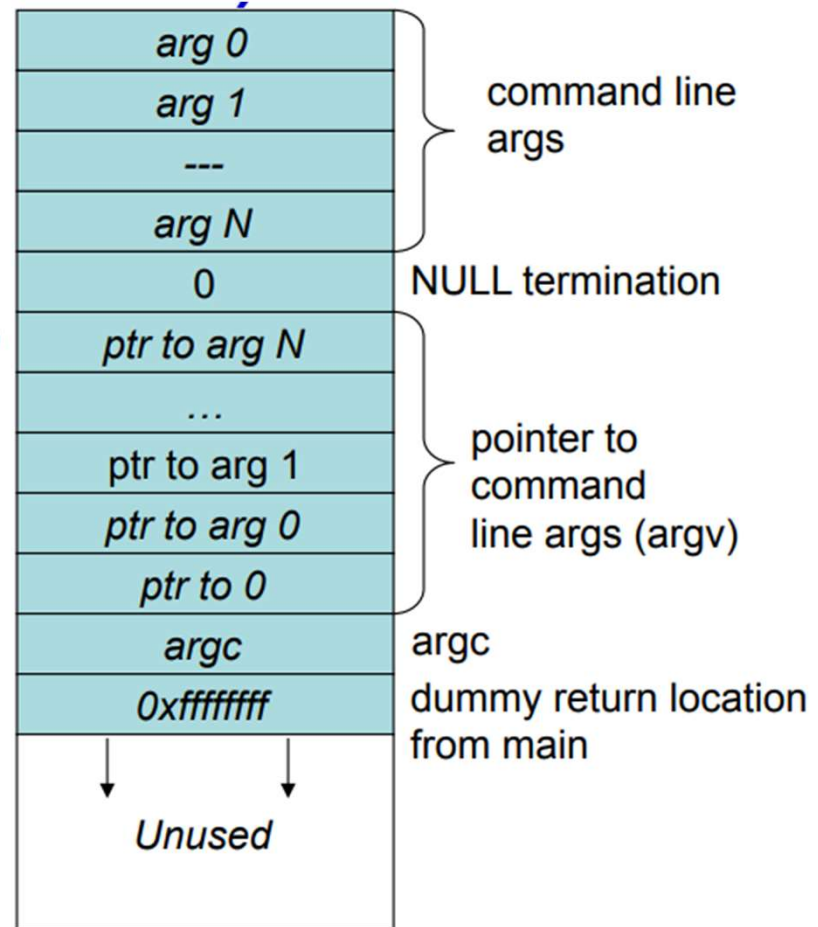 arg 0
arg 1
---
arg N
command line
args
0
NULL termination
ptr to arg N
...
ptr to arg 1
ptr to arg 0
ptr to 0
pointer to
command
line args (argv)
argc
argc
0xffffffff
dummy return location
from main
Unused